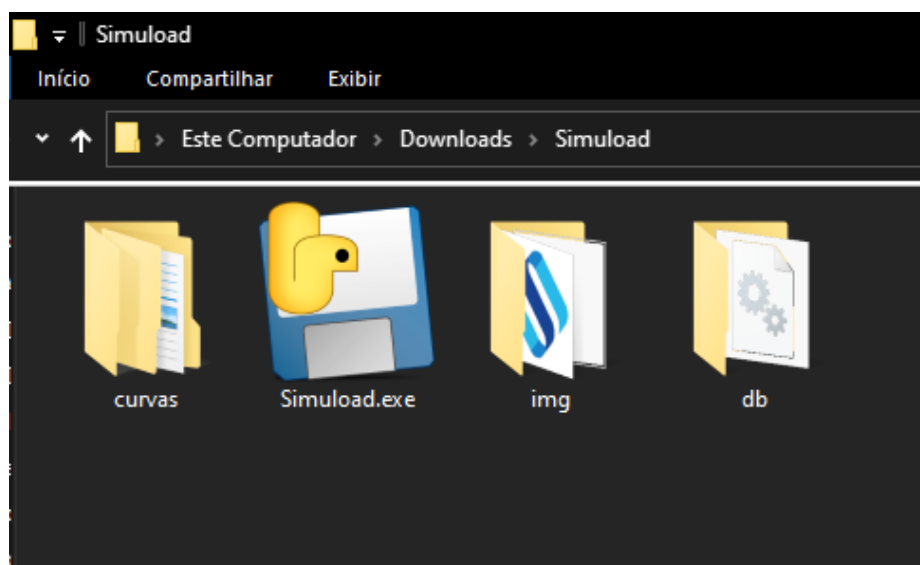 Simuload
Início Compartilhar Exibir
Este Computador > Downloads > Simuload
curvas Simuload.exe img db